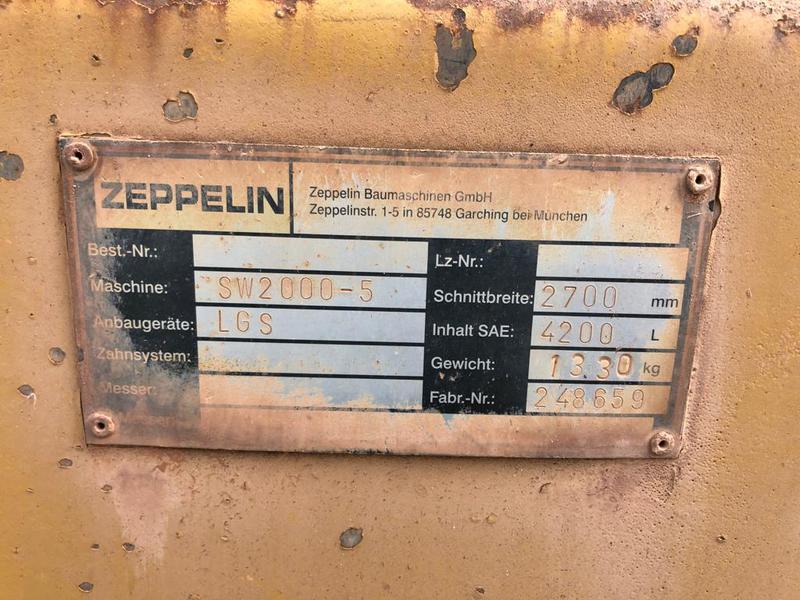 ZEPPELIN
Zeppelin Baumaschinen GmbH
Zeppelinstr. 1-5 in 85748 Garching bei München
Best.-Nr.:
Lz-Nr.:
Maschine: SW2000-5
Schnittbreite: 2700 mm
Anbaugeräte: LGS
Inhalt SAE: 4200 L
Zahnsystem:
Gewicht: 1330 kg
Messer:
Fabr.-Nr.: 248659